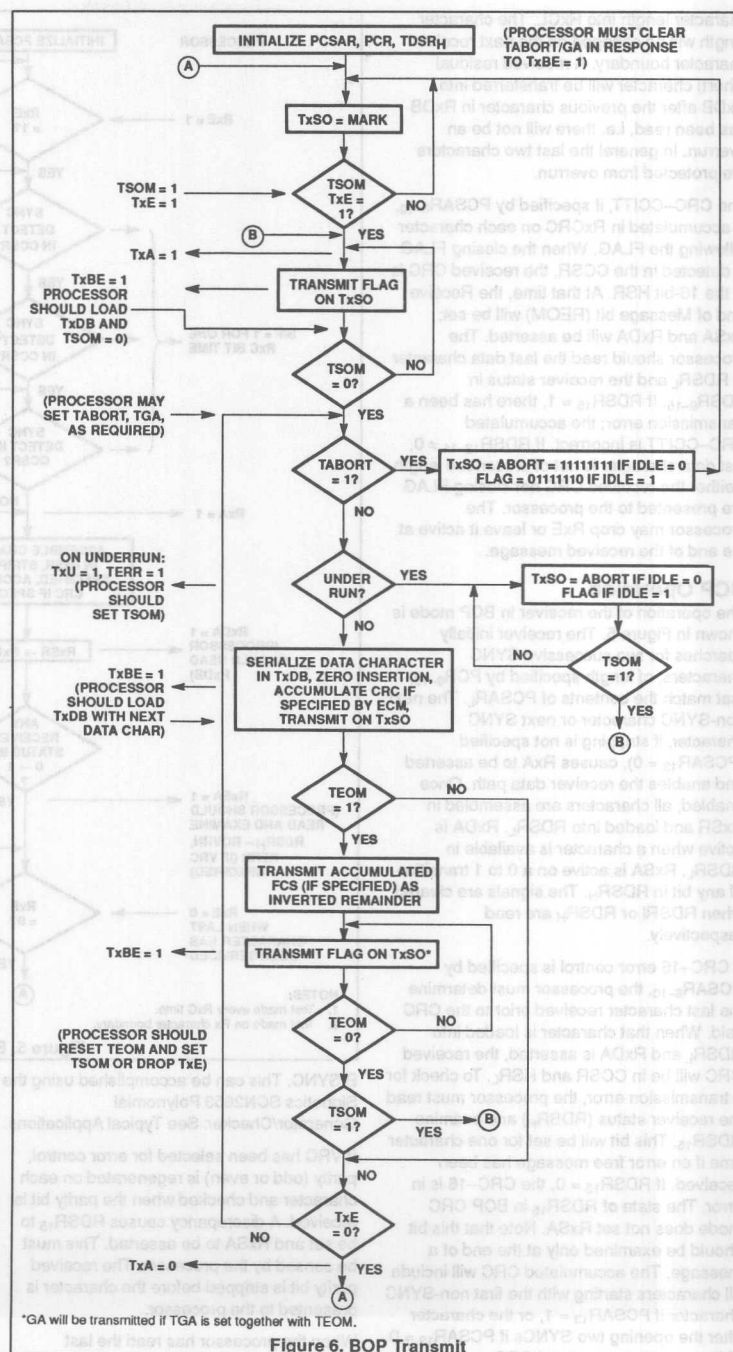 INITIALIZE PCSAR, PCR, TDSRH
(PROCESSOR MUST CLEAR
TABORT/GA IN RESPONSE
TO TxBE = 1)
A
TxSO = MARK
TSOM = 1
TxE = 1
TSOM
TxE =
1?
NO
YES
B
TxA = 1
TRANSMIT FLAG
ON TxSO
TxBE = 1
PROCESSOR
SHOULD LOAD
TxDB AND
TSOM = 0)
TSOM
= 0?
NO
YES
(PROCESSOR MAY
SET TABORT, TGA,
AS REQUIRED)
TABORT
= 1?
YES
NO
TxSO = ABORT = 11111111 IF IDLE = 0
FLAG = 01111110 IF IDLE = 1
ON UNDERRUN:
TxU = 1, TERR = 1
(PROCESSOR
SHOULD
SET TSOM)
UNDER
RUN?
YES
NO
TxSO = ABORT IF IDLE = 0
FLAG IF IDLE = 1
TSOM
= 1?
NO
YES
B
SERIALIZE DATA CHARACTER
IN TxDB, ZERO INSERTION,
ACCUMULATE CRC IF
SPECIFIED BY ECM,
TRANSMIT ON TxSO
TxBE = 1
(PROCESSOR
SHOULD LOAD
TxDB WITH NEXT
DATA CHAR)
TEOM
= 1?
NO
YES
TRANSMIT ACCUMULATED
FCS (IF SPECIFIED) AS
INVERTED REMAINDER
TxBE = 1
TRANSMIT FLAG ON TxSO*
TEOM
= 0?
NO
YES
(PROCESSOR SHOULD
RESET TEOM AND SET
TSOM OR DROP TxE)
TSOM
= 1?
YES
B
NO
TxE
= 0?
NO
YES
TxA = 0
A
*GA will be transmitted if TGA is set together with TEOM.
Figure 6. BOP Transmit